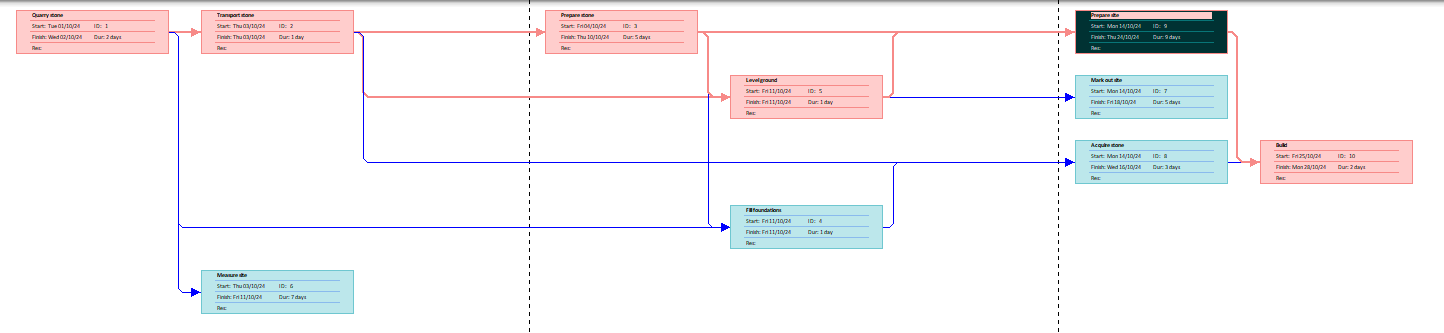 Quarry stone
Start: Tue 01/10/24 ID: 1
Finish: Wed 02/10/24 Dur: 2 days
Res:
Transport stone
Start: Thu 03/10/24 ID: 2
Finish: Thu 03/10/24 Dur: 1 day
Res:
Prepare stone
Start: Fri 04/10/24 ID: 3
Finish: Thu 10/10/24 Dur: 5 days
Res:
Prepare site
Start: Mon 14/10/24 ID: 9
Finish: Thu 24/10/24 Dur: 9 days
Res:
Level ground
Start: Fri 11/10/24 ID: 5
Finish: Fri 11/10/24 Dur: 1 day
Res:
Mark out site
Start: Mon 14/10/24 ID: 7
Finish: Fri 18/10/24 Dur: 5 days
Res:
Acquire stone
Start: Mon 14/10/24 ID: 8
Finish: Wed 16/10/24 Dur: 3 days
Res:
Build
Start: Fri 25/10/24 ID: 10
Finish: Mon 28/10/24 Dur: 2 days
Res:
Fill foundations
Start: Fri 11/10/24 ID: 4
Finish: Fri 11/10/24 Dur: 1 day
Res:
Measure site
Start: Thu 03/10/24 ID: 6
Finish: Fri 11/10/24 Dur: 7 days
Res: